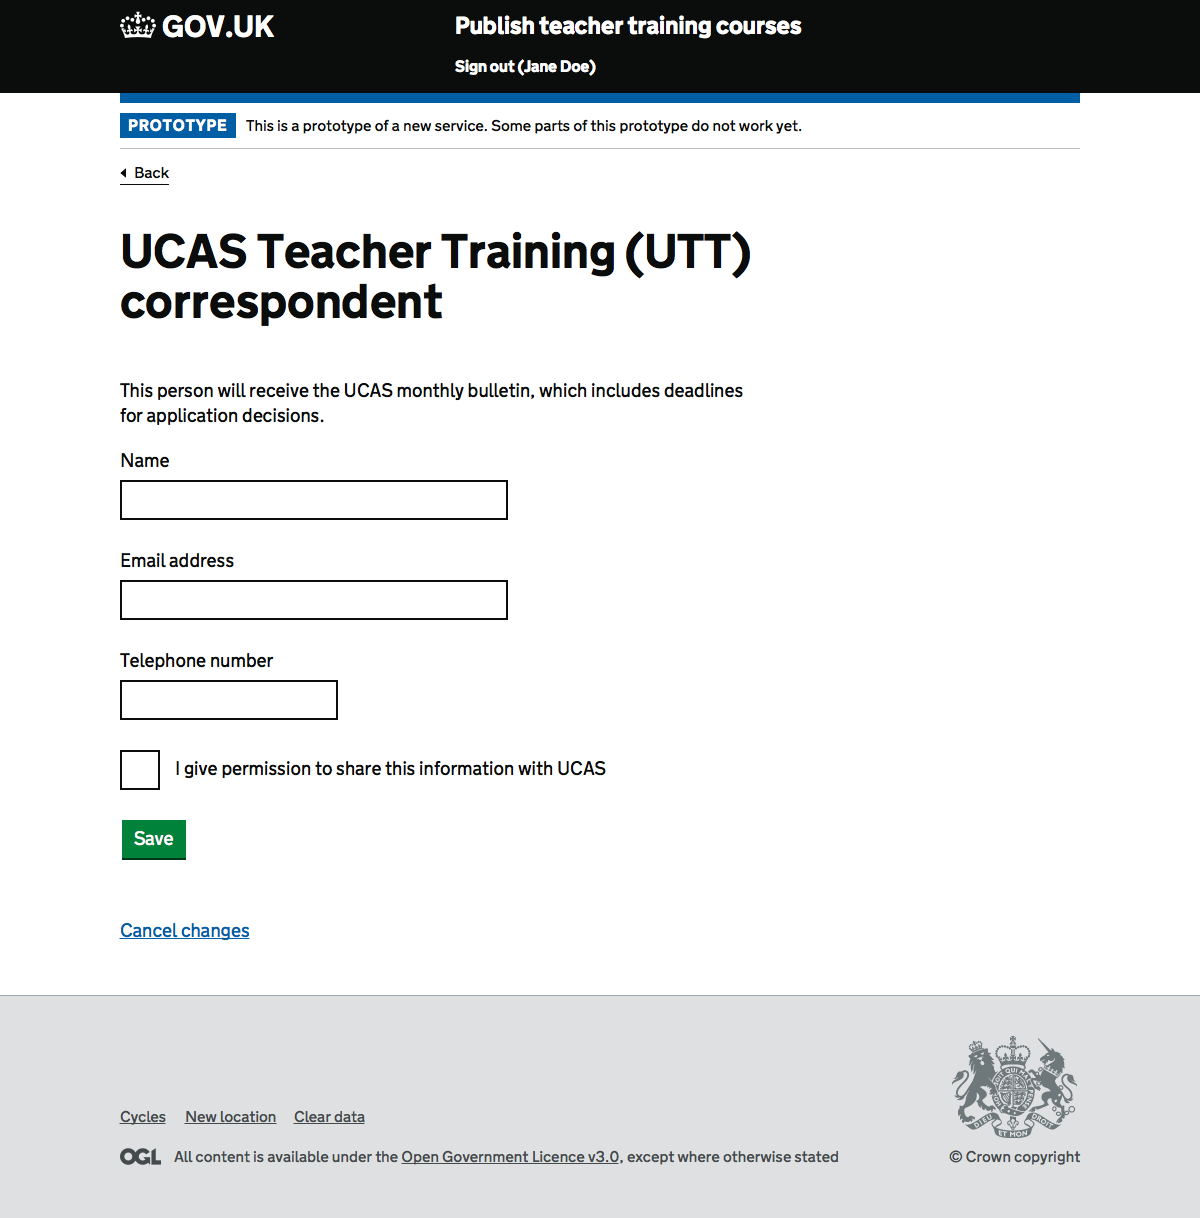 GOV.UK
Publish teacher training courses
Sign out (Jane Doe)
PROTOTYPE This is a prototype of a new service. Some parts of this prototype do not work yet.
Back
UCAS Teacher Training (UTT)
correspondent
This person will receive the UCAS monthly bulletin, which includes deadlines
for application decisions.
Name
Email address
Telephone number
I give permission to share this information with UCAS
Save
Cancel changes
Cycles New location Clear data
DIEU ET MON DROIT
OGL All content is available under the Open Government Licence v3.0, except where otherwise stated
© Crown copyright